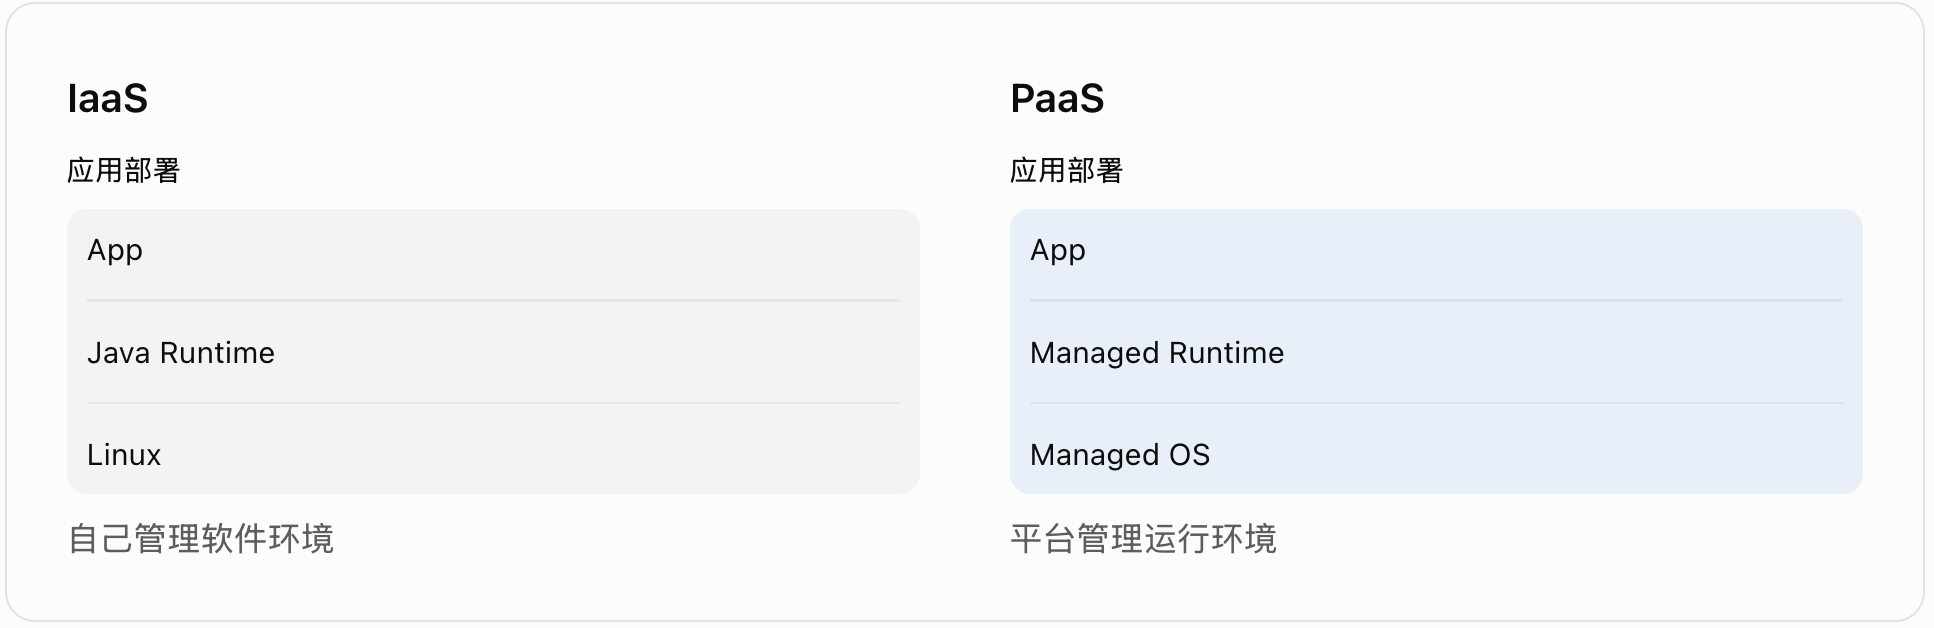 IaaS
应用部署
App
Java Runtime
Linux
自己管理软件环境
PaaS
应用部署
App
Managed Runtime
Managed OS
平台管理运行环境